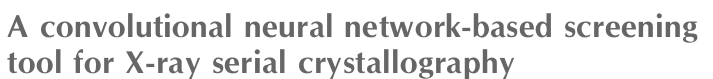 A convolutional neural network-based screening
tool for X-ray serial crystallography